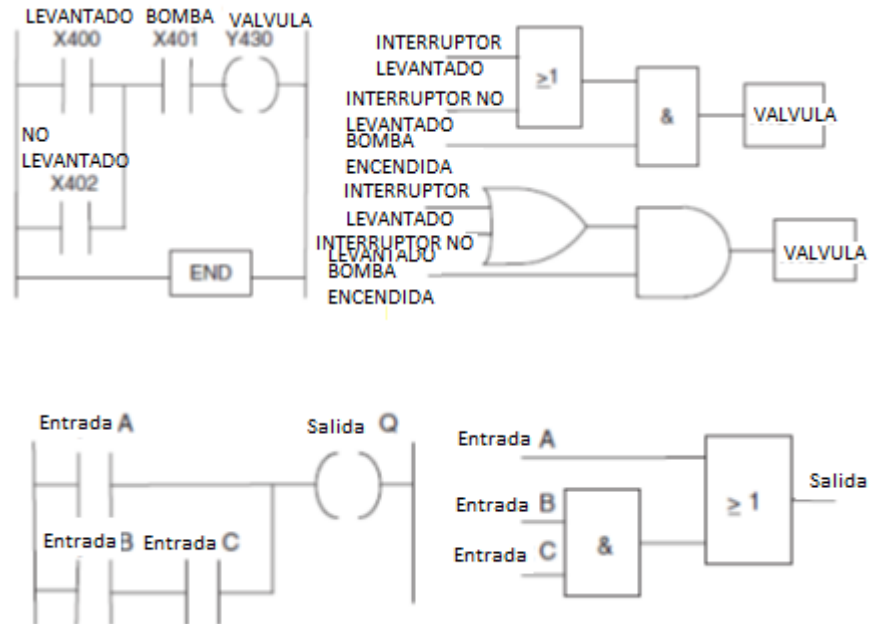 LEVANTADO BOMBA VALVULA
X400 X401 Y430
NO
LEVANTADO
X402
END
INTERRUPTOR
LEVANTADO
INTERRUPTOR NO
LEVANTADO
BOMBA
ENCENDIDA
≥1
&
VALVULA
INTERRUPTOR
LEVANTADO
INTERRUPTOR NO
LEVANTADO
BOMBA
ENCENDIDA
VALVULA
Entrada A
Salida Q
Entrada B Entrada C
Entrada A
Entrada B
Entrada C
&
≥ 1
Salida